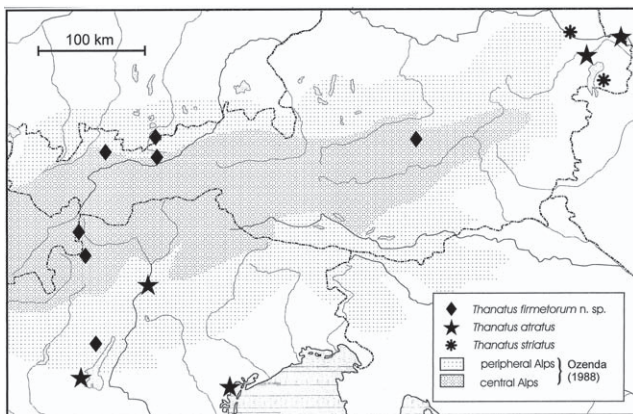 100 km
Thanatus firmetorum n. sp.
Thanatus atratus
Thanatus striatus
peripheral Alps
central Alps
Ozenda
(1988)